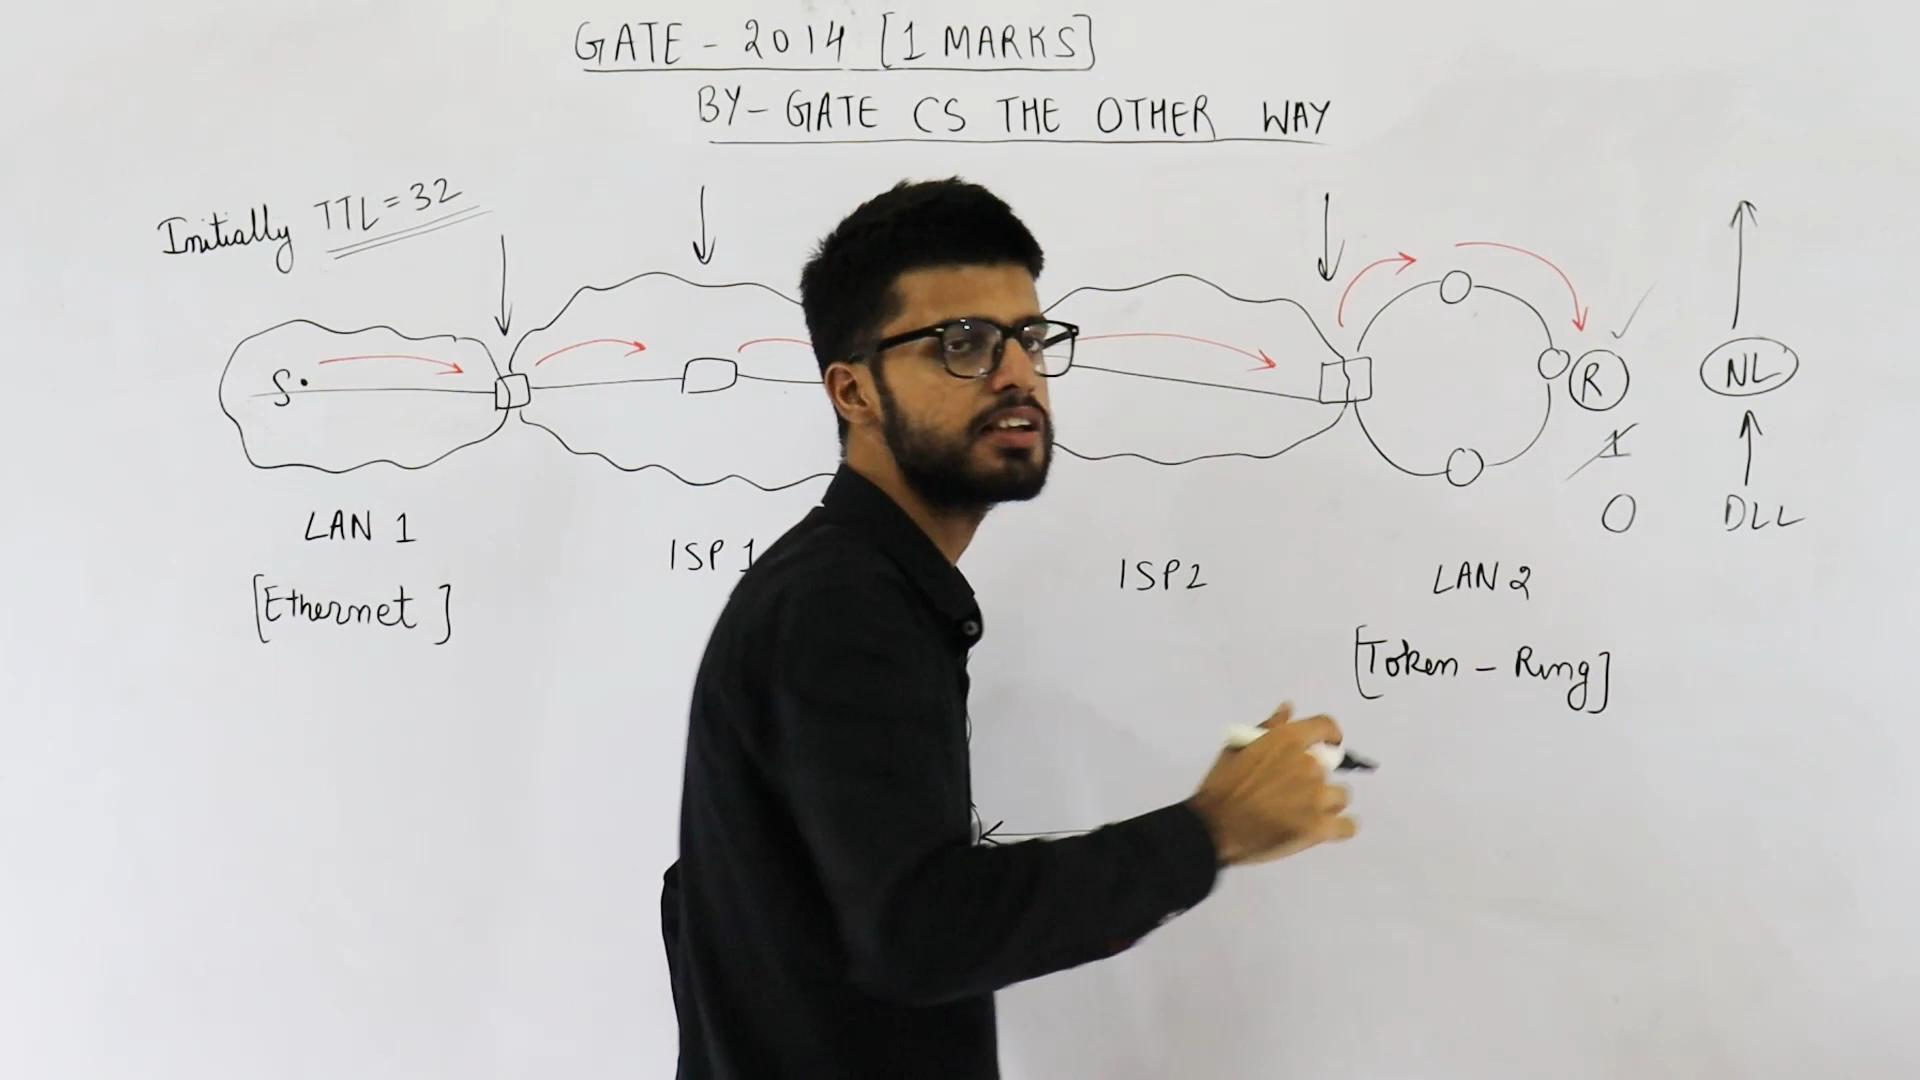 GATE - 2014 [1 MARKS]
BY - GATE CS THE OTHER WAY
Initially TTL = 32
S
R
NL
1
0
DLL
LAN 1
ISP 1
ISP2
LAN 2
[Ethernet]
[Token - Ring]